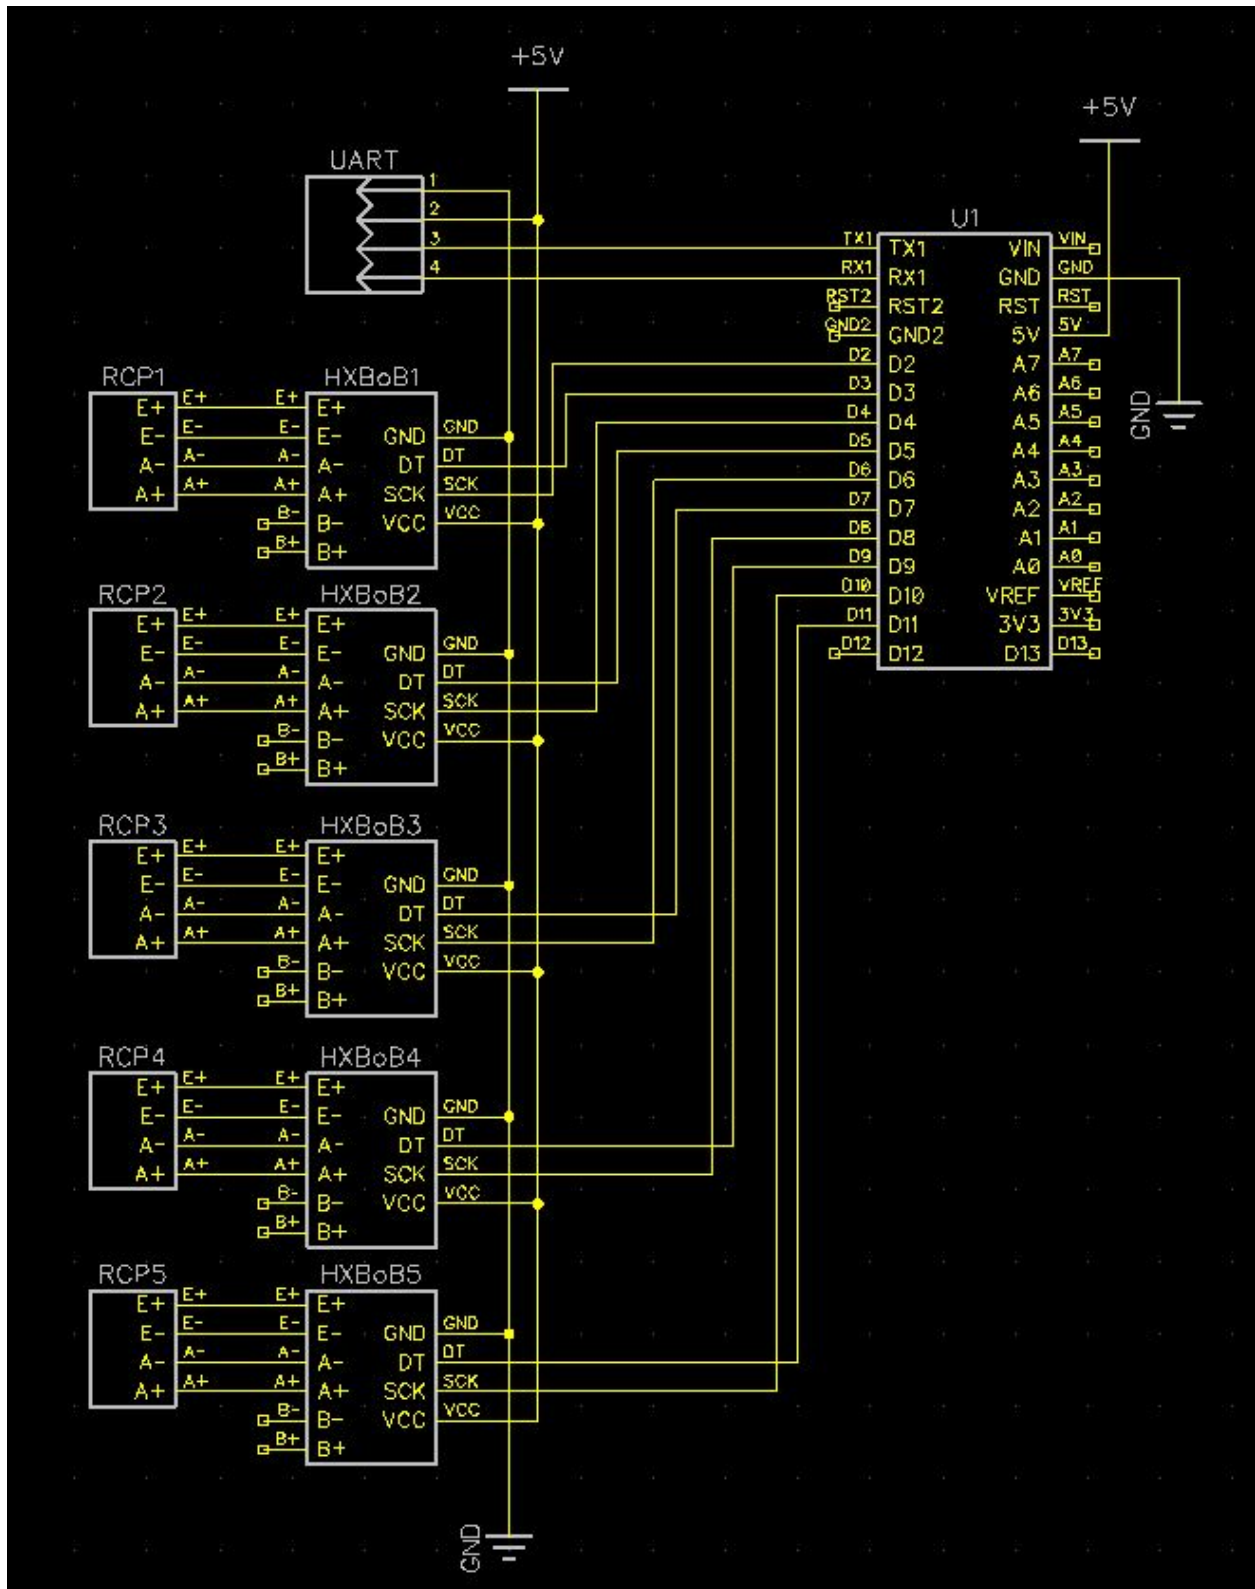 +5V
+5V
UART
1
2
3
4
U1
TX1 TX1 VIN VIN
RX1 RX1 GND GND
RST2 RST2 RST RST
GND2 GND2 5V 5V
D2 D2 A7 A7
D3 D3 A6 A6
D4 D4 A5 A5
D5 D5 A4 A4
D6 D6 A3 A3
D7 D7 A2 A2
D8 D8 A1 A1
D9 D9 A0 A0
D10 D10 VREF VREF
D11 D11 3V3 3V3
D12 D12 D13 D13
GND
RCP1 HXBoB1
E+ E+ E+ E+
E- E- E- E- GND GND
A- A- A- A- DT DT
A+ A+ A+ A+ SCK SCK
B- B- VCC VCC
B+ B+
RCP2 HXBoB2
E+ E+ E+ E+
E- E- E- E- GND GND
A- A- A- A- DT DT
A+ A+ A+ A+ SCK SCK
B- B- VCC VCC
B+ B+
RCP3 HXBoB3
E+ E+ E+ E+
E- E- E- E- GND GND
A- A- A- A- DT DT
A+ A+ A+ A+ SCK SCK
B- B- VCC VCC
B+ B+
RCP4 HXBoB4
E+ E+ E+ E+
E- E- E- E- GND GND
A- A- A- A- DT DT
A+ A+ A+ A+ SCK SCK
B- B- VCC VCC
B+ B+
RCP5 HXBoB5
E+ E+ E+ E+
E- E- E- E- GND GND
A- A- A- A- DT DT
A+ A+ A+ A+ SCK SCK
B- B- VCC VCC
B+ B+
GND